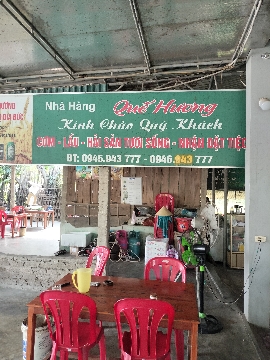 Nhà Hàng Quê Hương
Kính Chào Quý Khách
CƠM - LẨU - HẢI SẢN TƯƠI SỐNG - NHẬN ĐẶT TIỆC
ĐT: 0945.943 777 - 0946.843 777